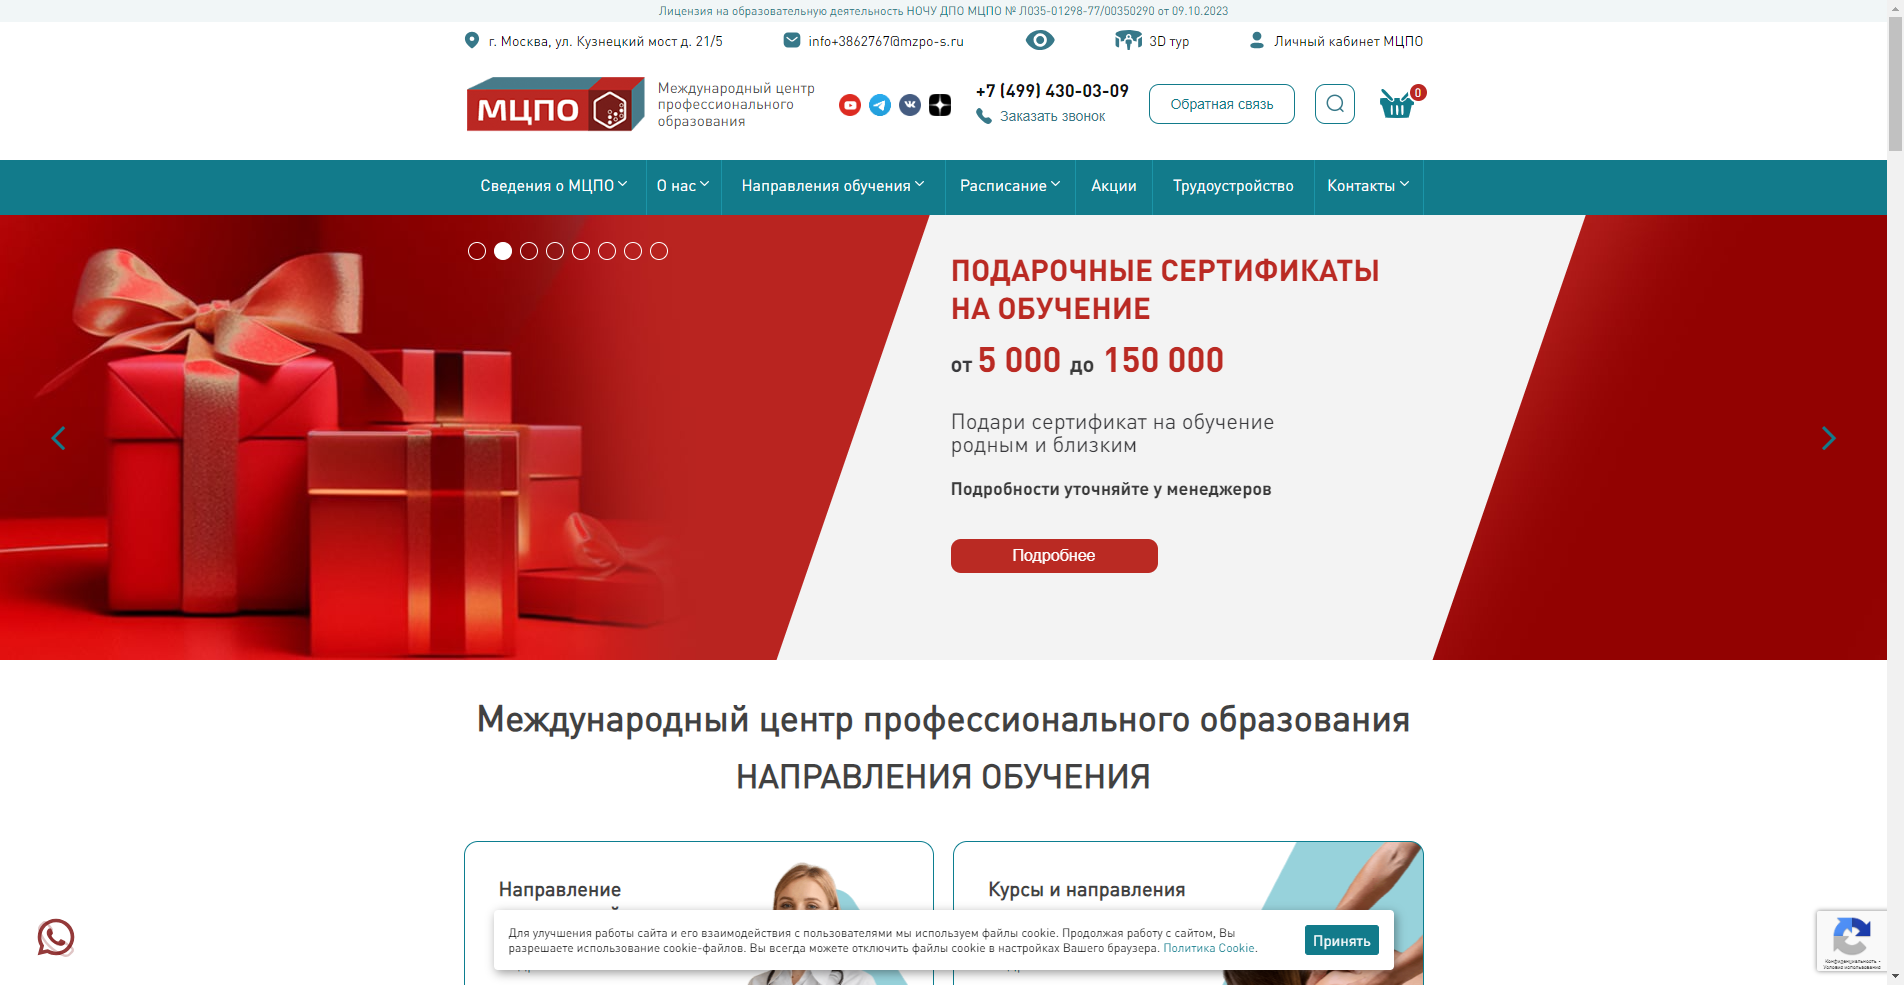 Лицензия на образовательную деятельность НОЧУ ДПО МЦПО № Л035-01298-77/00350290 от 09.10.2023
г. Москва, ул. Кузнецкий мост д. 21/5
info+3862767@mzpo-s.ru
3D тур
Личный кабинет МЦПО
МЦПО
Международный центр
профессионального
образования
+7 (499) 430-03-09
Заказать звонок
Обратная связь
0
Сведения о МЦПО
О нас
Направления обучения
Расписание
Акции
Трудоустройство
Контакты
ПОДАРОЧНЫЕ СЕРТИФИКАТЫ
НА ОБУЧЕНИЕ
от 5 000 до 150 000
Подари сертификат на обучение
родным и близким
Подробности уточняйте у менеджеров
Подробнее
Международный центр профессионального образования
НАПРАВЛЕНИЯ ОБУЧЕНИЯ
Направление
Курсы и направления
Для улучшения работы сайта и его взаимодействия с пользователями мы используем файлы cookie. Продолжая работу с сайтом, Вы
разрешаете использование cookie-файлов. Вы всегда можете отключить файлы cookie в настройках Вашего браузера. Политика Cookie.
Принять
Конфиденциальность -
Условия использования